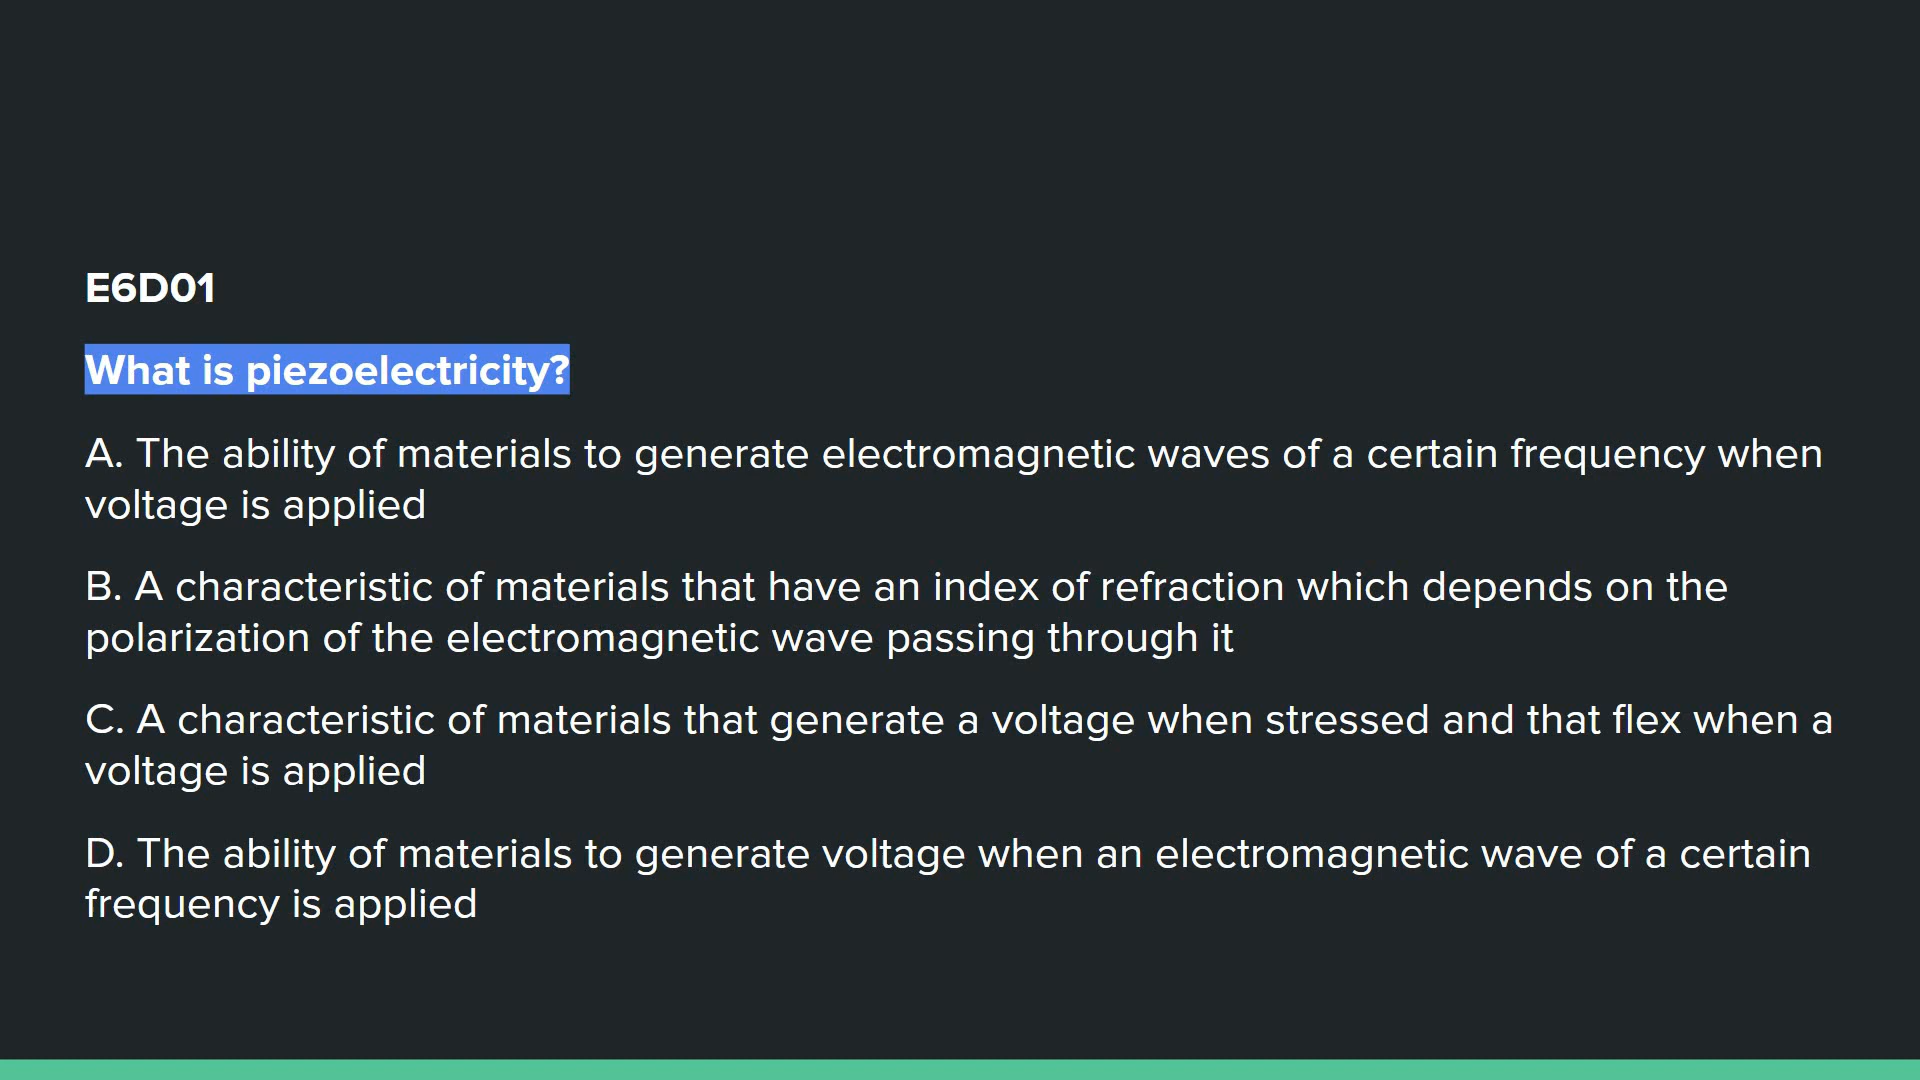 E6D01
What is piezoelectricity?
A. The ability of materials to generate electromagnetic waves of a certain frequency when
voltage is applied
B. A characteristic of materials that have an index of refraction which depends on the
polarization of the electromagnetic wave passing through it
C. A characteristic of materials that generate a voltage when stressed and that flex when a
voltage is applied
D. The ability of materials to generate voltage when an electromagnetic wave of a certain
frequency is applied